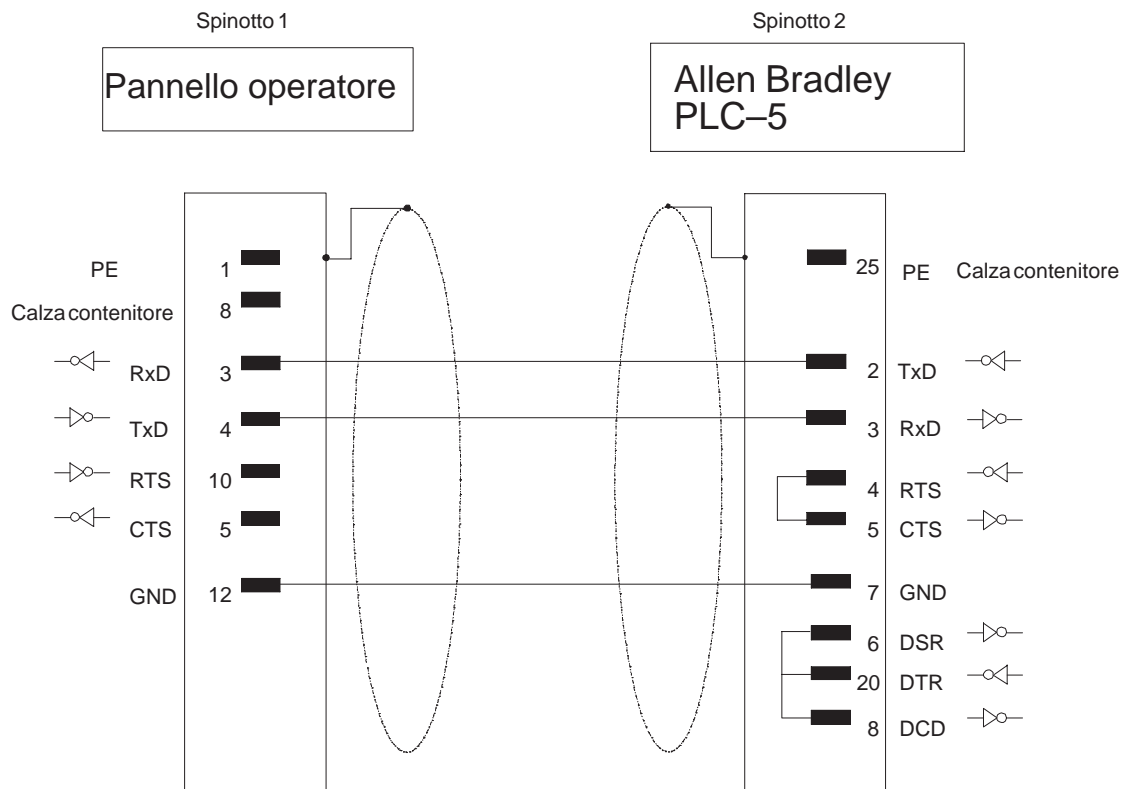 Spinotto 1
Spinotto 2
Pannello operatore
Allen Bradley
PLC–5
PE
1
25
PE
Calza contenitore
8
Calza contenitore
RxD
3
2
TxD
TxD
4
3
RxD
RTS
10
4
RTS
CTS
5
5
CTS
GND
12
7
GND
6
DSR
20
DTR
8
DCD